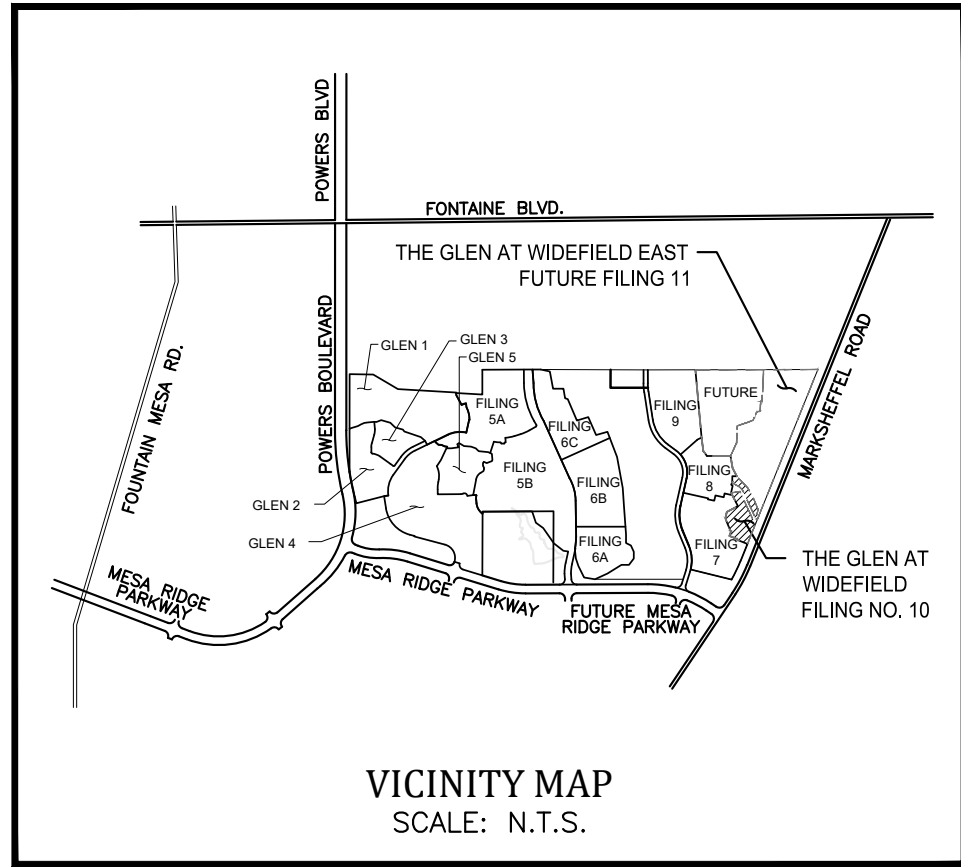 POWERS BLVD
FONTAINE BLVD.
THE GLEN AT WIDEFIELD EAST
FUTURE FILING 11
POWERS BOULEVARD
FOUNTAIN MESA RD.
MARKSHEFFEL ROAD
GLEN 1
GLEN 3
GLEN 5
FUTURE
FILING
5A
FILING
9
FILING
6C
FILING
8
FILING
5B
FILING
6B
GLEN 2
GLEN 4
FILING
6A
FILING
7
THE GLEN AT
WIDEFIELD
FILING NO. 10
MESA RIDGE
PARKWAY
MESA RIDGE PARKWAY
FUTURE MESA
RIDGE PARKWAY
VICINITY MAP
SCALE: N.T.S.